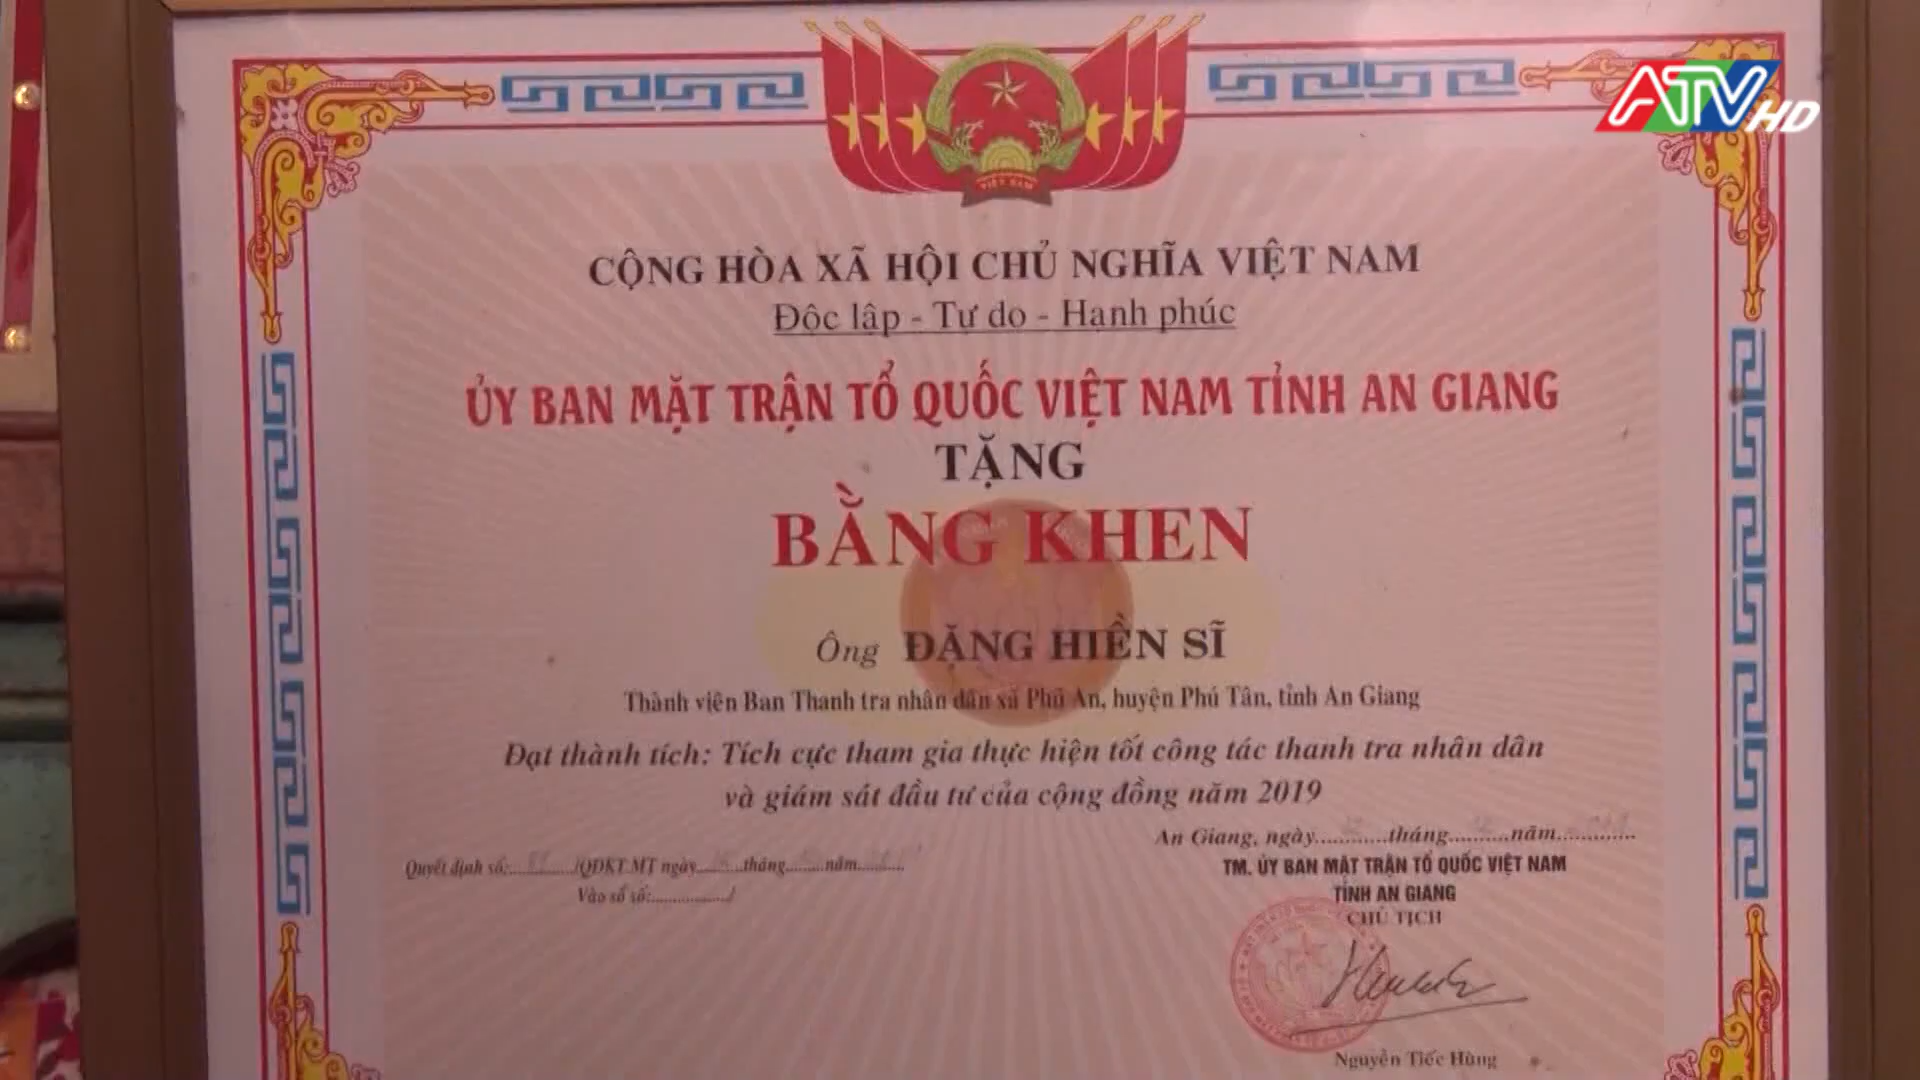 ATV HD
VIỆT NAM
CỘNG HÒA XÃ HỘI CHỦ NGHĨA VIỆT NAM
Độc lập - Tự do - Hạnh phúc
ỦY BAN MẶT TRẬN TỔ QUỐC VIỆT NAM TỈNH AN GIANG
TẶNG
BẰNG KHEN
Ông ĐẶNG HIỀN SĨ
Thành viên Ban Thanh tra nhân dân xã Phú An, huyện Phú Tân, tỉnh An Giang
Đạt thành tích: Tích cực tham gia thực hiện tốt công tác thanh tra nhân dân
và giám sát đầu tư của cộng đồng năm 2019
An Giang, ngày............tháng..........năm.............
Quyết định số:............/QĐKT.MT ngày..........tháng........năm..........
Vào sổ số:................/
TM. ỦY BAN MẶT TRẬN TỔ QUỐC VIỆT NAM
TỈNH AN GIANG
CHỦ TỊCH
Nguyễn Tiếc Hùng